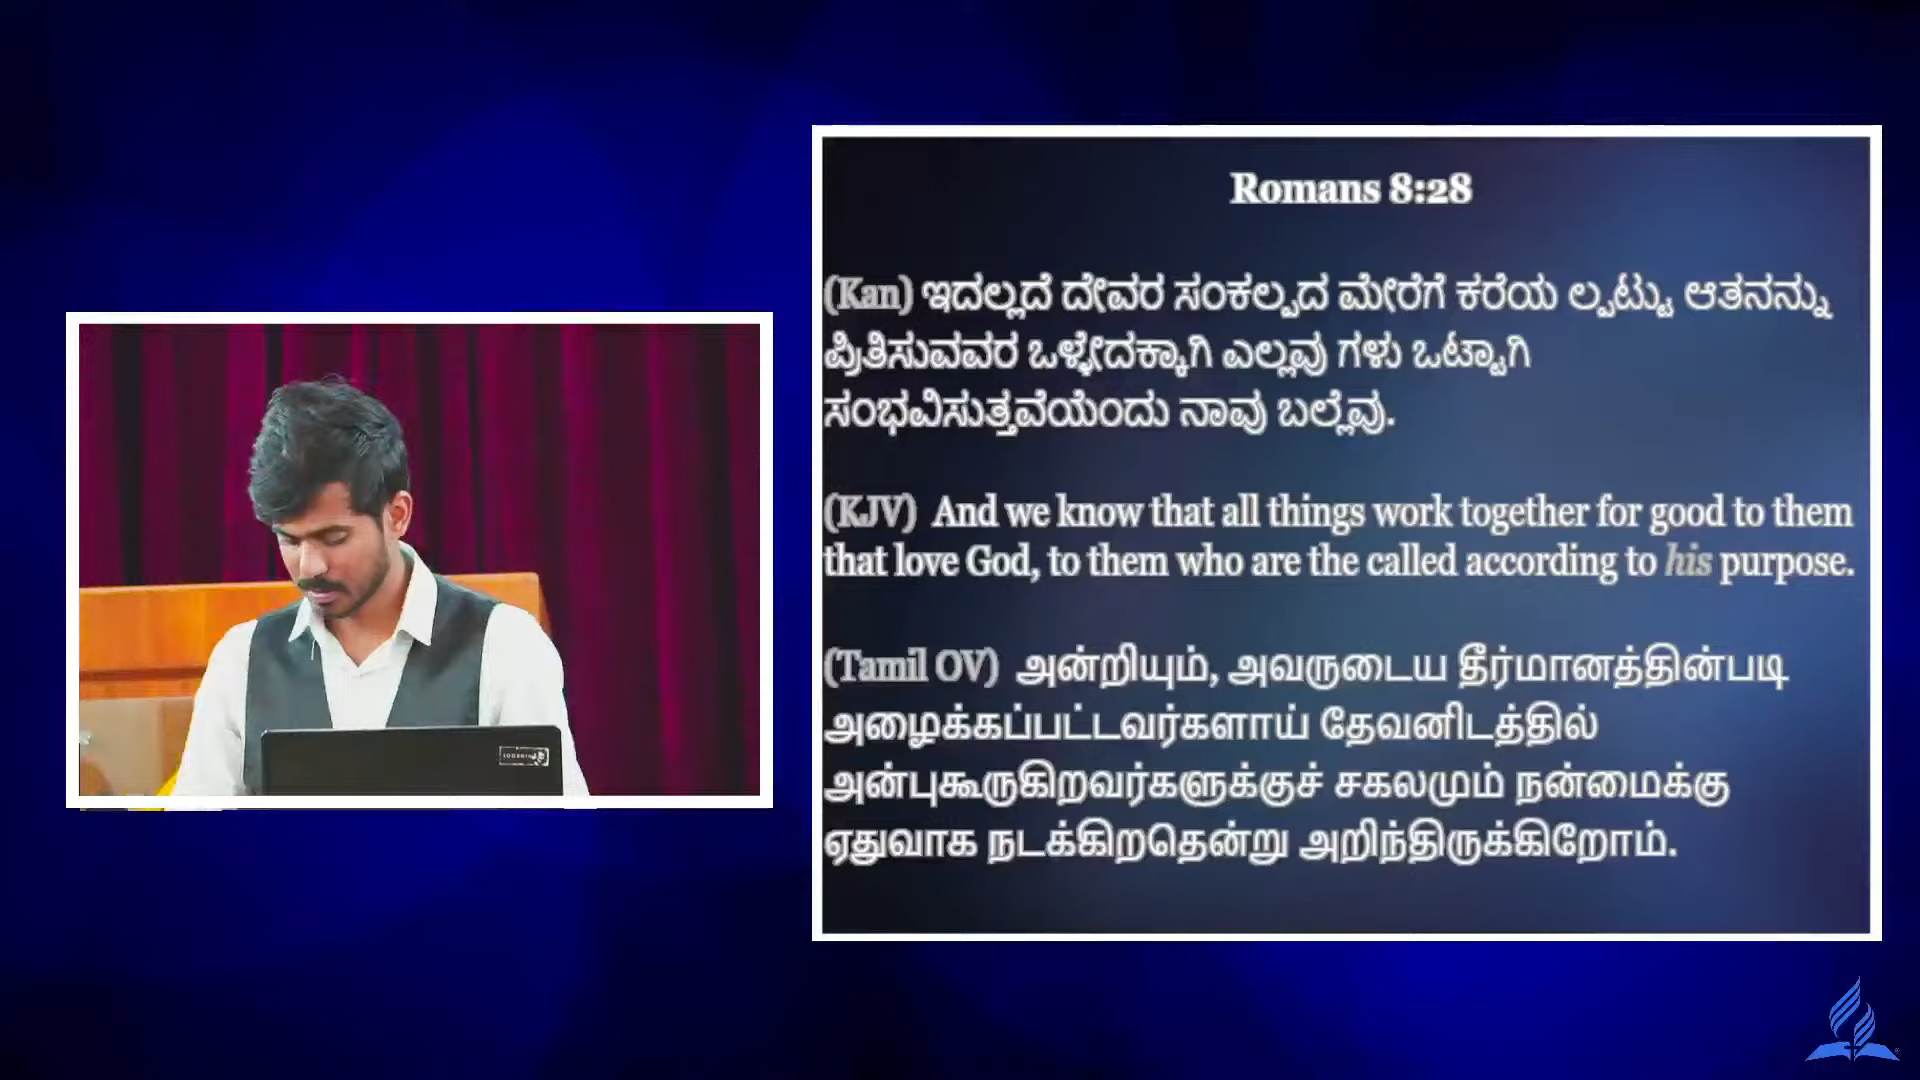 Romans 8:28
(Kan) ಇದಲ್ಲದೆ ದೇವರ ಸಂಕಲ್ಪದ ಮೇರೆಗೆ ಕರೆಯ ಲ್ಪಟ್ಟು ಆತನನ್ನು
ಪ್ರಿತಿಸುವವರ ಒಳ್ಳೇದಕ್ಕಾಗಿ ಎಲ್ಲವು ಗಳು ಒಟ್ಟಾಗಿ
ಸಂಭವಿಸುತ್ತವೆಯೆಂದು ನಾವು ಬಲ್ಲೆವು.
(KJV) And we know that all things work together for good to them
that love God, to them who are the called according to his purpose.
(Tamil OV) அன்றியும், அவருடைய தீர்மானத்தின்படி
அழைக்கப்பட்டவர்களாய் தேவனிடத்தில்
அன்புகூருகிறவர்களுக்குச் சகலமும் நன்மைக்கு
ஏதுவாக நடக்கிறதென்று அறிந்திருக்கிறோம்.